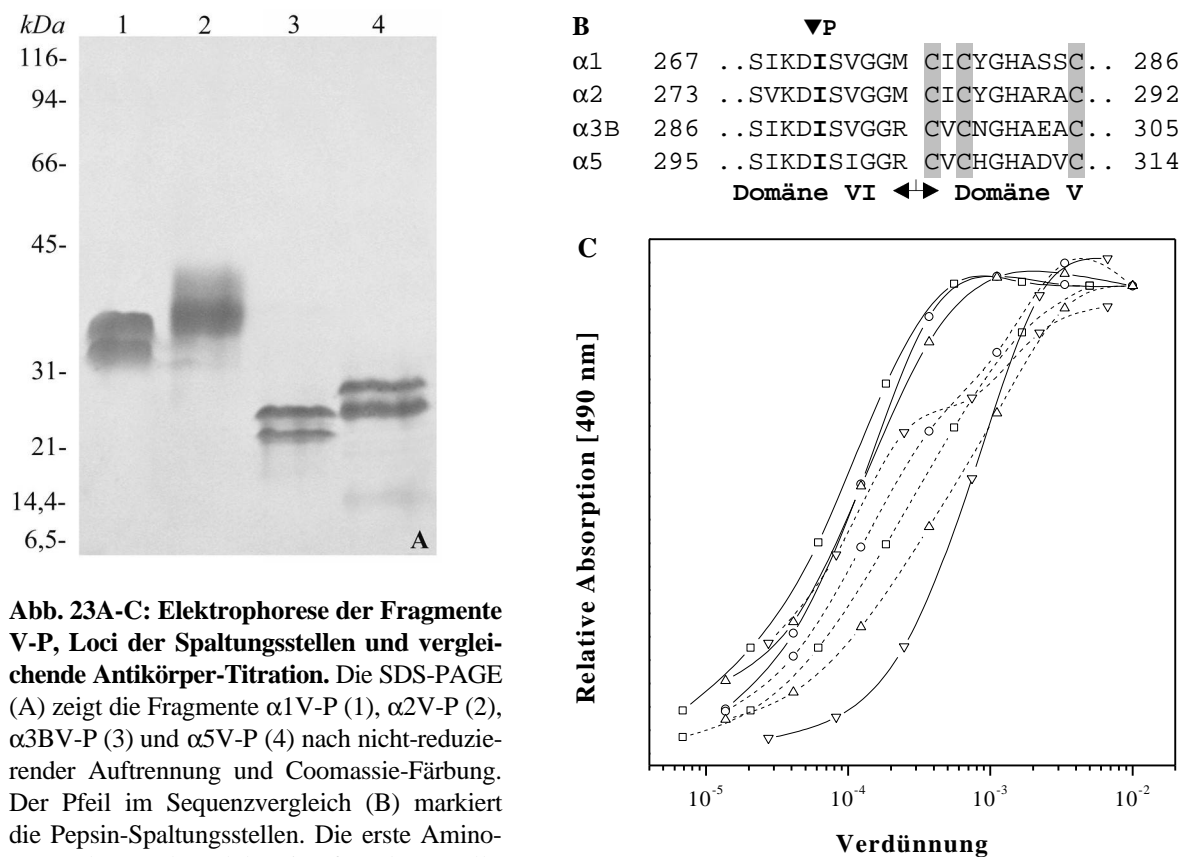 kDa 1 2 3 4
116-
94-
66-
45-
31-
21-
14,4-
6,5-
A
B ▼P
α1 267 ..SIKDISVGGM CICYGHASSC.. 286
α2 273 ..SVKDISVGGM CICYGHARAC.. 292
α3B 286 ..SIKDISVGGR CVCNGHAEAC.. 305
α5 295 ..SIKDISIGGR CVCHGHADVC.. 314
Domäne VI Domäne V
C
Relative Absorption [490 nm]
10-5 10-4 10-3 10-2
Verdünnung
Abb. 23A-C: Elektrophorese der Fragmente
V-P, Loci der Spaltungsstellen und verglei-
chende Antikörper-Titration. Die SDS-PAGE
(A) zeigt die Fragmente α1V-P (1), α2V-P (2),
α3BV-P (3) und α5V-P (4) nach nicht-reduzie-
render Auftrennung und Coomassie-Färbung.
Der Pfeil im Sequenzvergleich (B) markiert
die Pepsin-Spaltungsstellen. Die erste Amino-